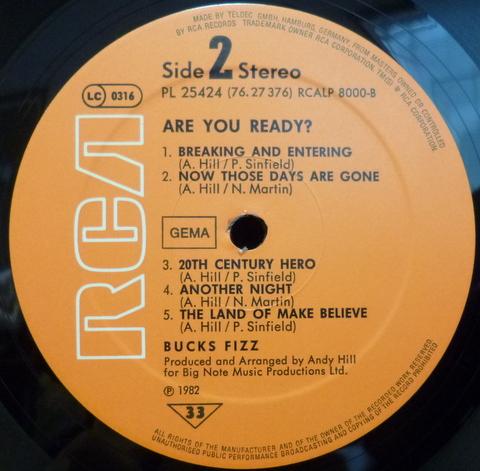 MADE BY TELDEC GMBH, HAMBURG, GERMANY, FROM MASTERS OWNED OR CONTROLLED
BY RCA RECORDS TRADEMARK OWNER RCA CORPORATION. TM(S) ® RCA CORPORATION
Side 2 Stereo
LC 0316
PL 25424 (76.27 376) RCALP 8000-B
RCA
ARE YOU READY?
1. BREAKING AND ENTERING
(A. Hill / P. Sinfield)
2. NOW THOSE DAYS ARE GONE
(A. Hill / N. Martin)
GEMA
3. 20TH CENTURY HERO
(A. Hill / P. Sinfield)
4. ANOTHER NIGHT
(A. Hill / N. Martin)
5. THE LAND OF MAKE BELIEVE
(A. Hill / P. Sinfield)
BUCKS FIZZ
Produced and Arranged by Andy Hill
for Big Note Music Productions Ltd.
℗ 1982
33
ALL RIGHTS OF THE MANUFACTURER AND OF THE OWNER OF THE RECORDED WORK RESERVED.
UNAUTHORISED PUBLIC PERFORMANCE BROADCASTING AND COPYING OF THE RECORD PROHIBITED